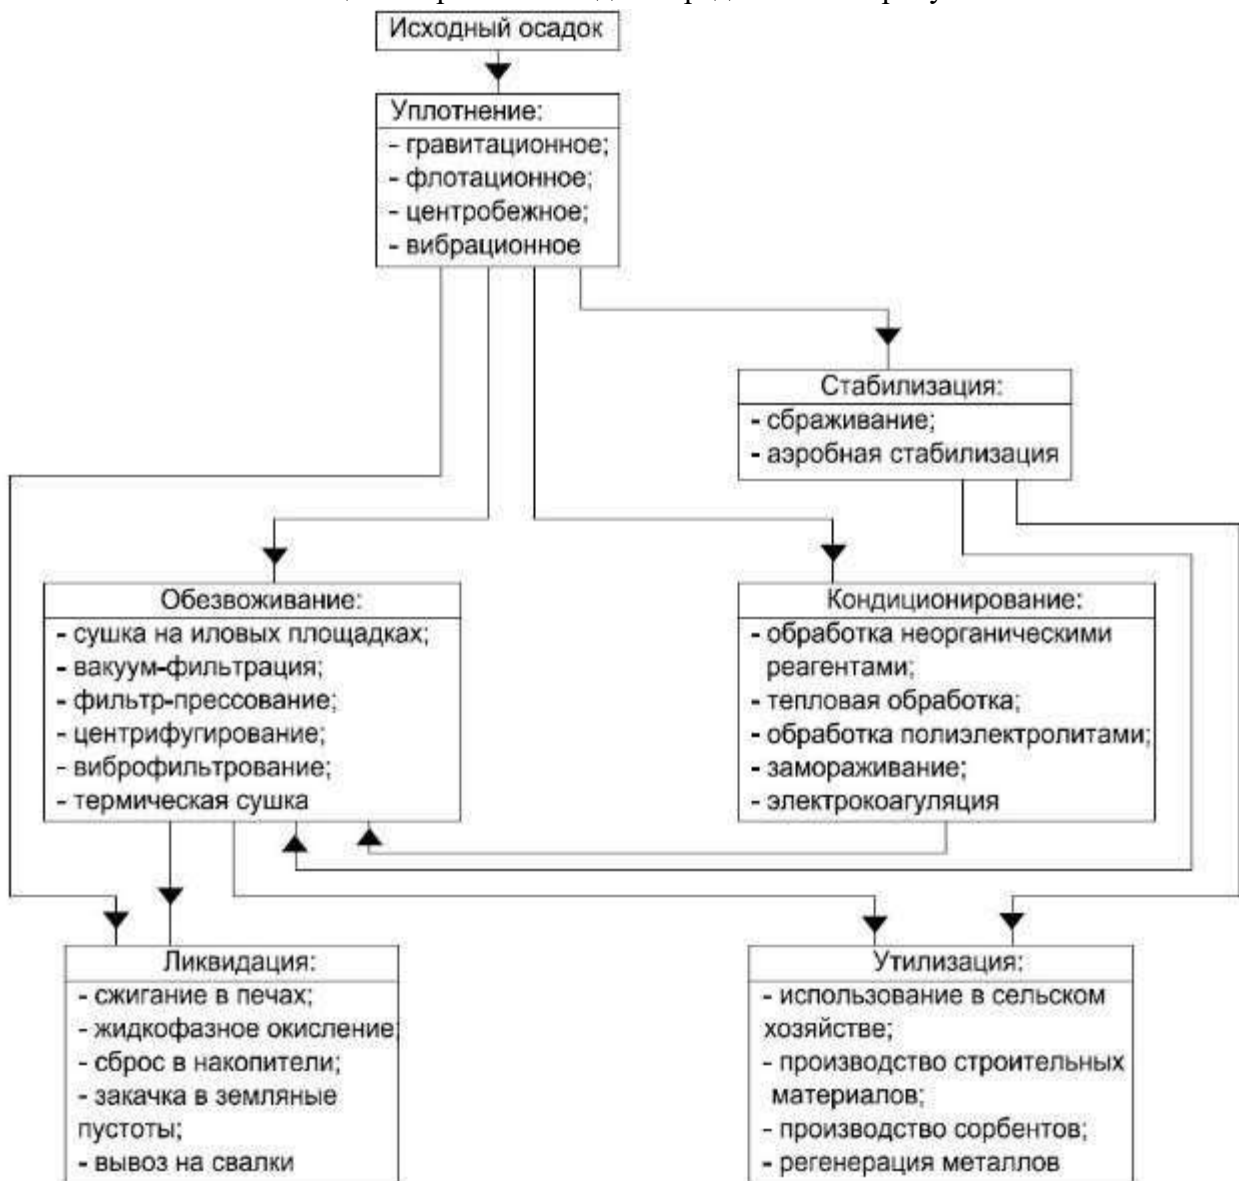 Исходный осадок
Уплотнение:
- гравитационное;
- флотационное;
- центробежное;
- вибрационное
Стабилизация:
- сбраживание;
- аэробная стабилизация
Обезвоживание:
- сушка на иловых площадках;
- вакуум-фильтрация;
- фильтр-прессование;
- центрифугирование;
- виброфильтрование;
- термическая сушка
Кондиционирование:
- обработка неорганическими
реагентами;
- тепловая обработка;
- обработка полиэлектролитами;
- замораживание;
- электрокоагуляция
Ликвидация:
- сжигание в печах;
- жидкофазное окисление;
- сброс в накопители;
- закачка в земляные
пустоты;
- вывоз на свалки
Утилизация:
- использование в сельском
хозяйстве;
- производство строительных
материалов;
- производство сорбентов;
- регенерация металлов